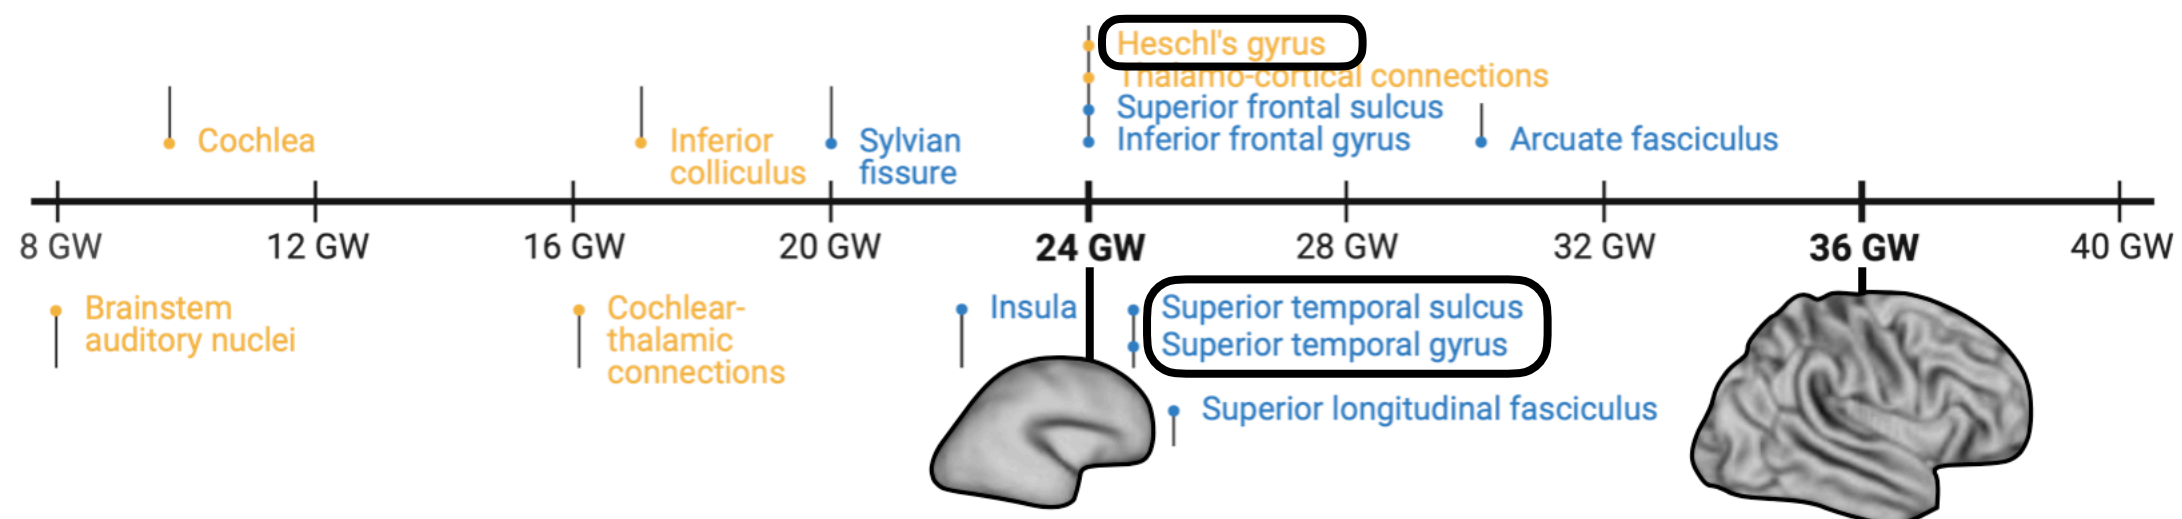 Heschl's gyrus
Thalamo-cortical connections
Superior frontal sulcus
Inferior frontal gyrus
Cochlea
Inferior
colliculus
Sylvian
fissure
Arcuate fasciculus
8 GW
12 GW
16 GW
20 GW
24 GW
28 GW
32 GW
36 GW
40 GW
Brainstem
auditory nuclei
Cochlear-
thalamic
connections
Insula
Superior temporal sulcus
Superior temporal gyrus
Superior longitudinal fasciculus